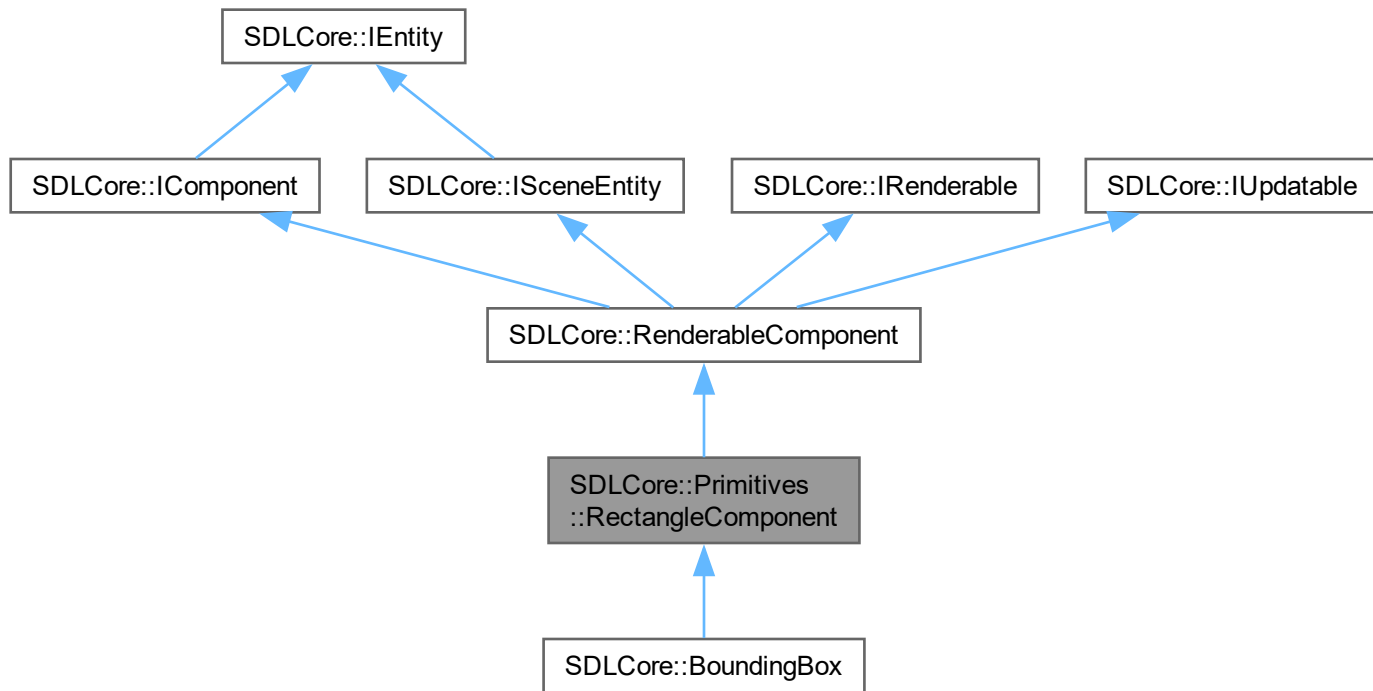 SDLCore::IEntity
SDLCore::IComponent
SDLCore::ISceneEntity
SDLCore::IRenderable
SDLCore::IUpdatable
SDLCore::RenderableComponent
SDLCore::Primitives
::RectangleComponent
SDLCore::BoundingBox